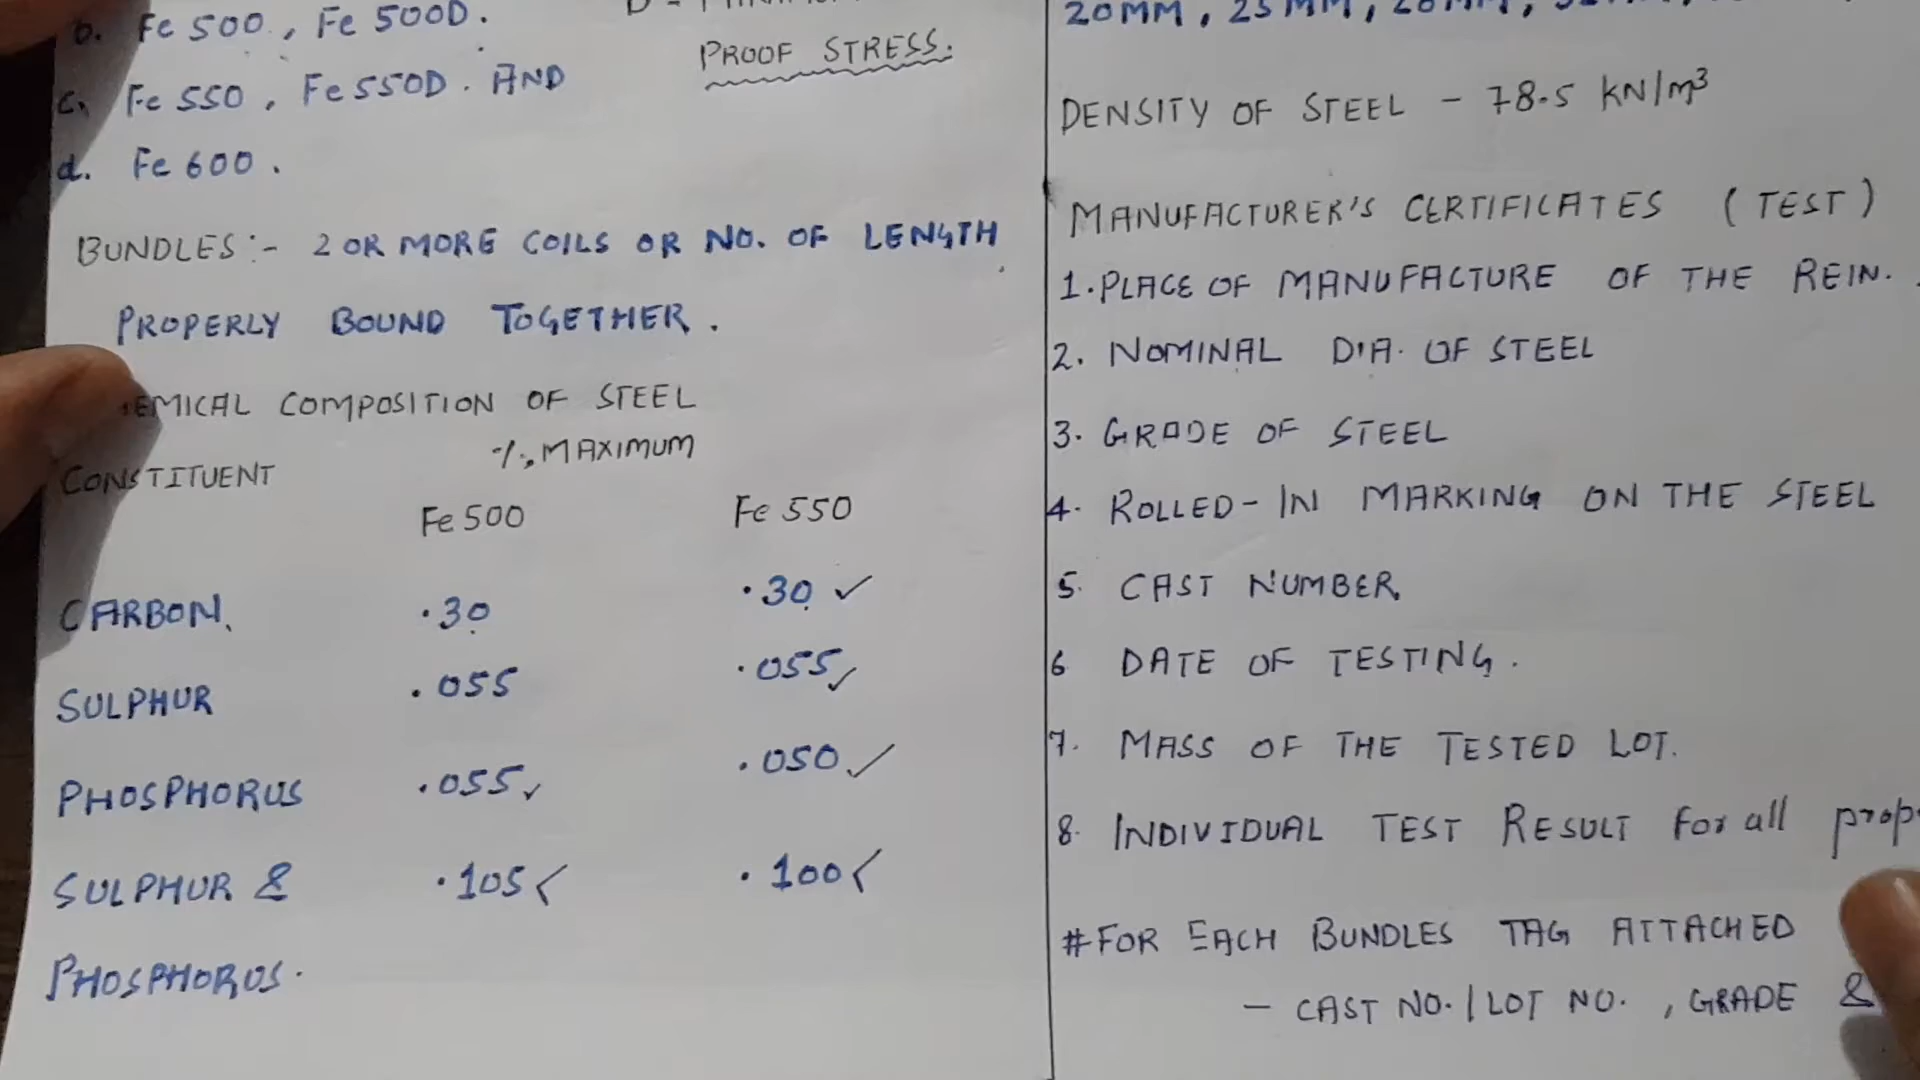 b. Fe 500., Fe 500D.
c. Fe 550, Fe 550D. AND
d. Fe 600.
PROOF STRESS.
BUNDLES:- 2 OR MORE COILS OR NO. OF LENGTH
PROPERLY BOUND TOGETHER.
EMICAL COMPOSITION OF STEEL
CONSTITUENT %, MAXIMUM
Fe 500 Fe 550
CARBON. .30 .30 ✓
SULPHUR .055 .055 ✓
PHOSPHORUS .055 ✓ .050 ✓
SULPHUR & .105 < .100 <
PHOSPHORUS.
20MM, 25MM, 28MM,
DENSITY OF STEEL - 78.5 KN/m³
MANUFACTURER'S CERTIFICATES (TEST)
1. PLACE OF MANUFACTURE OF THE REIN.
2. NOMINAL DIA. OF STEEL
3. GRADE OF STEEL
4. ROLLED-IN MARKING ON THE STEEL
5. CAST NUMBER.
6 DATE OF TESTING.
7. MASS OF THE TESTED LOT.
8. INDIVIDUAL TEST RESULT for all prop
# FOR EACH BUNDLES TAG ATTACHED
- CAST NO. / LOT NO. , GRADE &